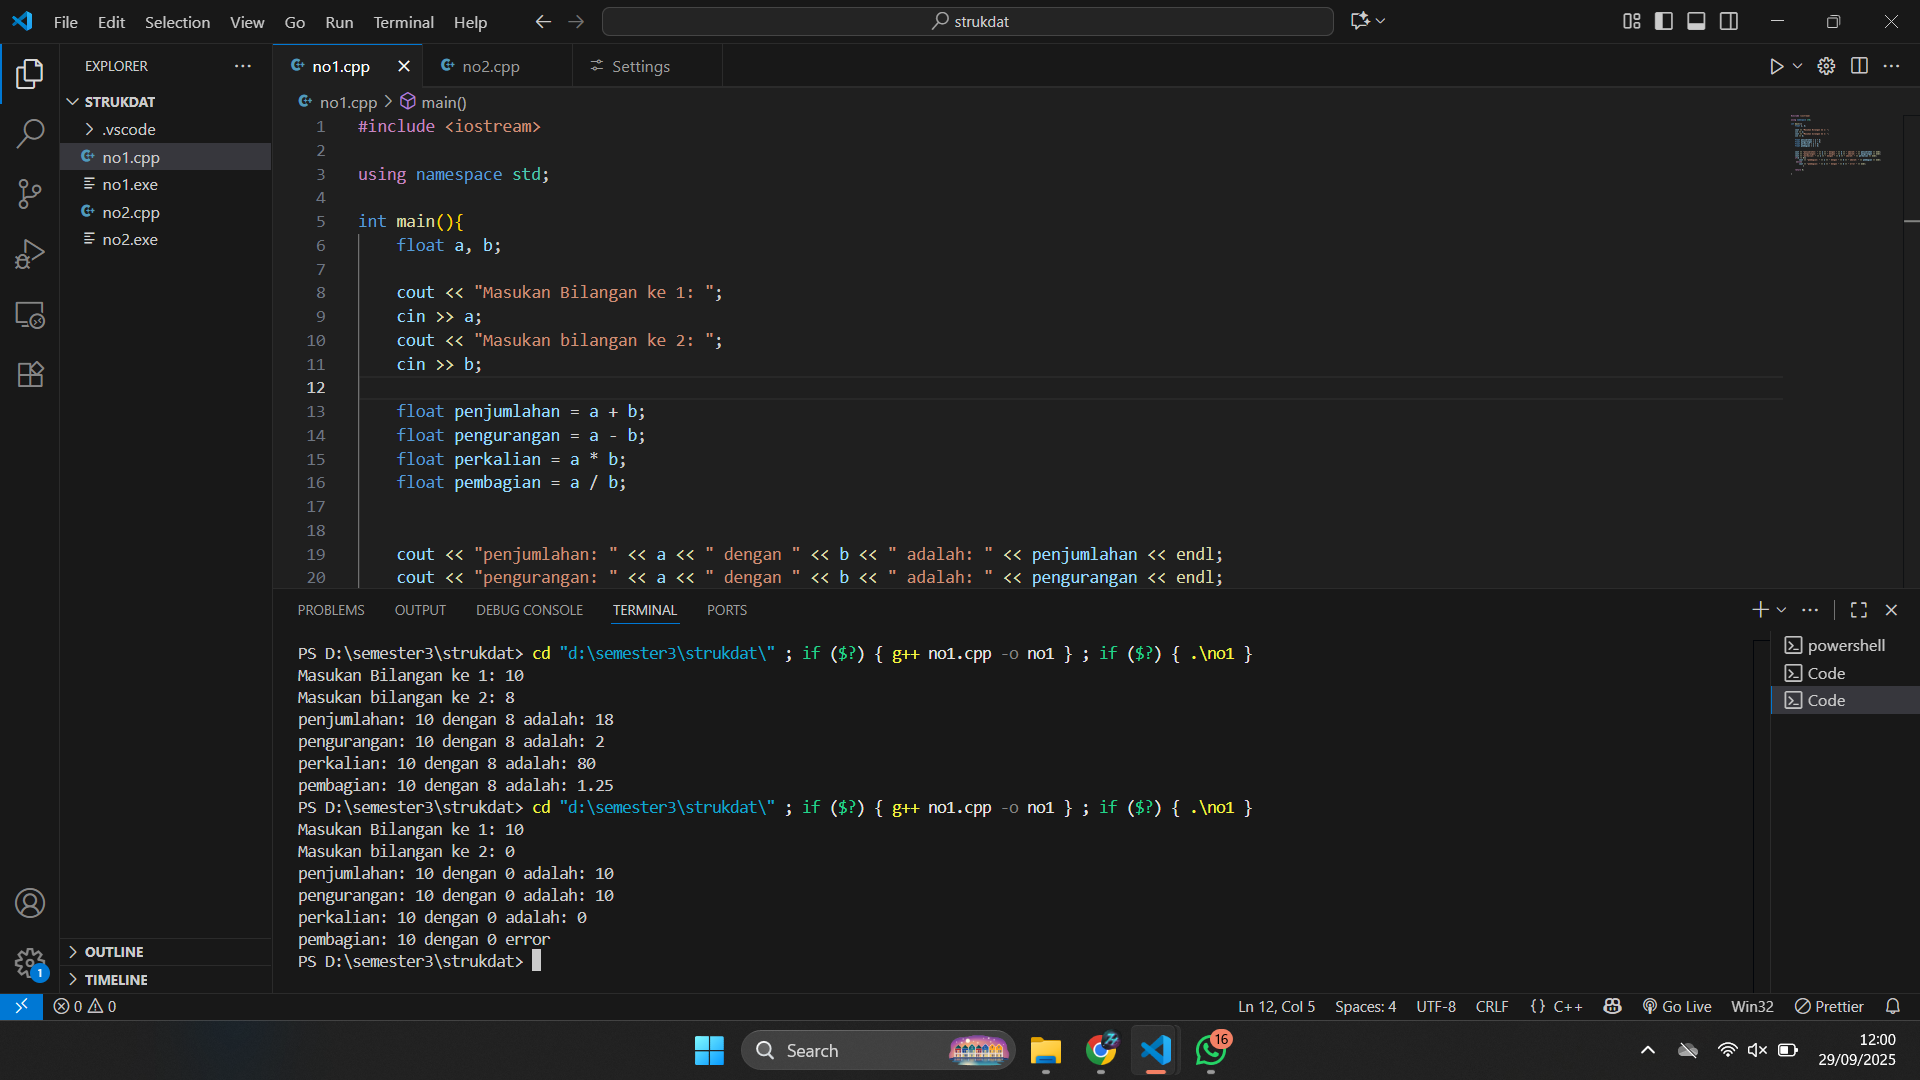 File Edit Selection View Go Run Terminal Help
strukdat
EXPLORER
STRUKDAT
.vscode
no1.cpp
no1.exe
no2.cpp
no2.exe
OUTLINE
TIMELINE
no1.cpp no2.cpp Settings
no1.cpp main()
1 #include <iostream>
2
3 using namespace std;
4
5 int main(){
6 float a, b;
7
8 cout << "Masukan Bilangan ke 1: ";
9 cin >> a;
10 cout << "Masukan bilangan ke 2: ";
11 cin >> b;
12
13 float penjumlahan = a + b;
14 float pengurangan = a - b;
15 float perkalian = a * b;
16 float pembagian = a / b;
17
18
19 cout << "penjumlahan: " << a << " dengan " << b << " adalah: " << penjumlahan << endl;
20 cout << "pengurangan: " << a << " dengan " << b << " adalah: " << pengurangan << endl;
PROBLEMS OUTPUT DEBUG CONSOLE TERMINAL PORTS
PS D:\semester3\strukdat> cd "d:\semester3\strukdat\" ; if ($?) { g++ no1.cpp -o no1 } ; if ($?) { .\no1 }
Masukan Bilangan ke 1: 10
Masukan bilangan ke 2: 8
penjumlahan: 10 dengan 8 adalah: 18
pengurangan: 10 dengan 8 adalah: 2
perkalian: 10 dengan 8 adalah: 80
pembagian: 10 dengan 8 adalah: 1.25
PS D:\semester3\strukdat> cd "d:\semester3\strukdat\" ; if ($?) { g++ no1.cpp -o no1 } ; if ($?) { .\no1 }
Masukan Bilangan ke 1: 10
Masukan bilangan ke 2: 0
penjumlahan: 10 dengan 0 adalah: 10
pengurangan: 10 dengan 0 adalah: 10
perkalian: 10 dengan 0 adalah: 0
pembagian: 10 dengan 0 error
PS D:\semester3\strukdat>
powershell
Code
Code
1
0 0
Ln 12, Col 5 Spaces: 4 UTF-8 CRLF {} C++ Go Live Win32 Prettier
Search
16
12:00
29/09/2025